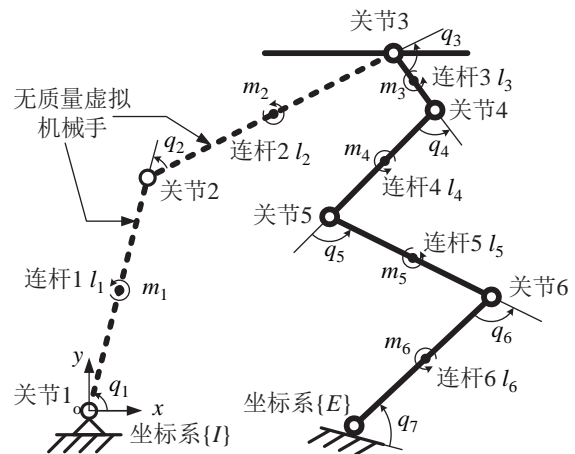 关节3
q₃
m₃
连杆3 l₃
m₂
关节4
无质量虚拟
机械手
q₂
连杆2 l₂
m₄
q₄
连杆4 l₄
关节2
关节5
q₅
连杆5 l₅
m₅
连杆1 l₁
m₁
关节6
q₆
y
m₆
连杆6 l₆
关节1
q₁
o
x
坐标系{I}
坐标系{E}
q₇